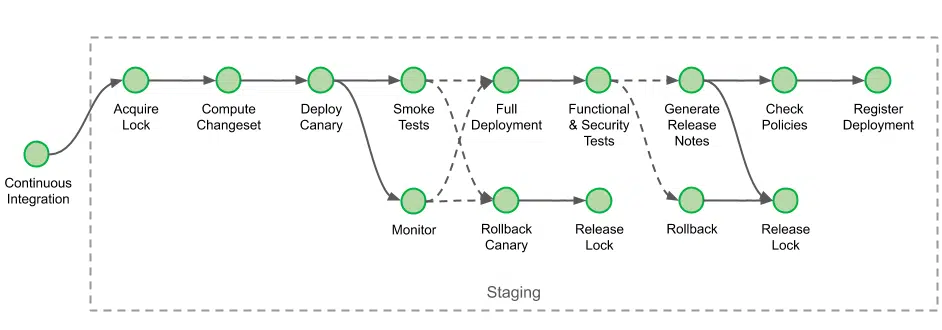 Acquire
Lock
Compute
Changeset
Deploy
Canary
Smoke
Tests
Full
Deployment
Functional
& Security
Tests
Generate
Release
Notes
Check
Policies
Register
Deployment
Continuous
Integration
Monitor
Rollback
Canary
Release
Lock
Rollback
Release
Lock
Staging